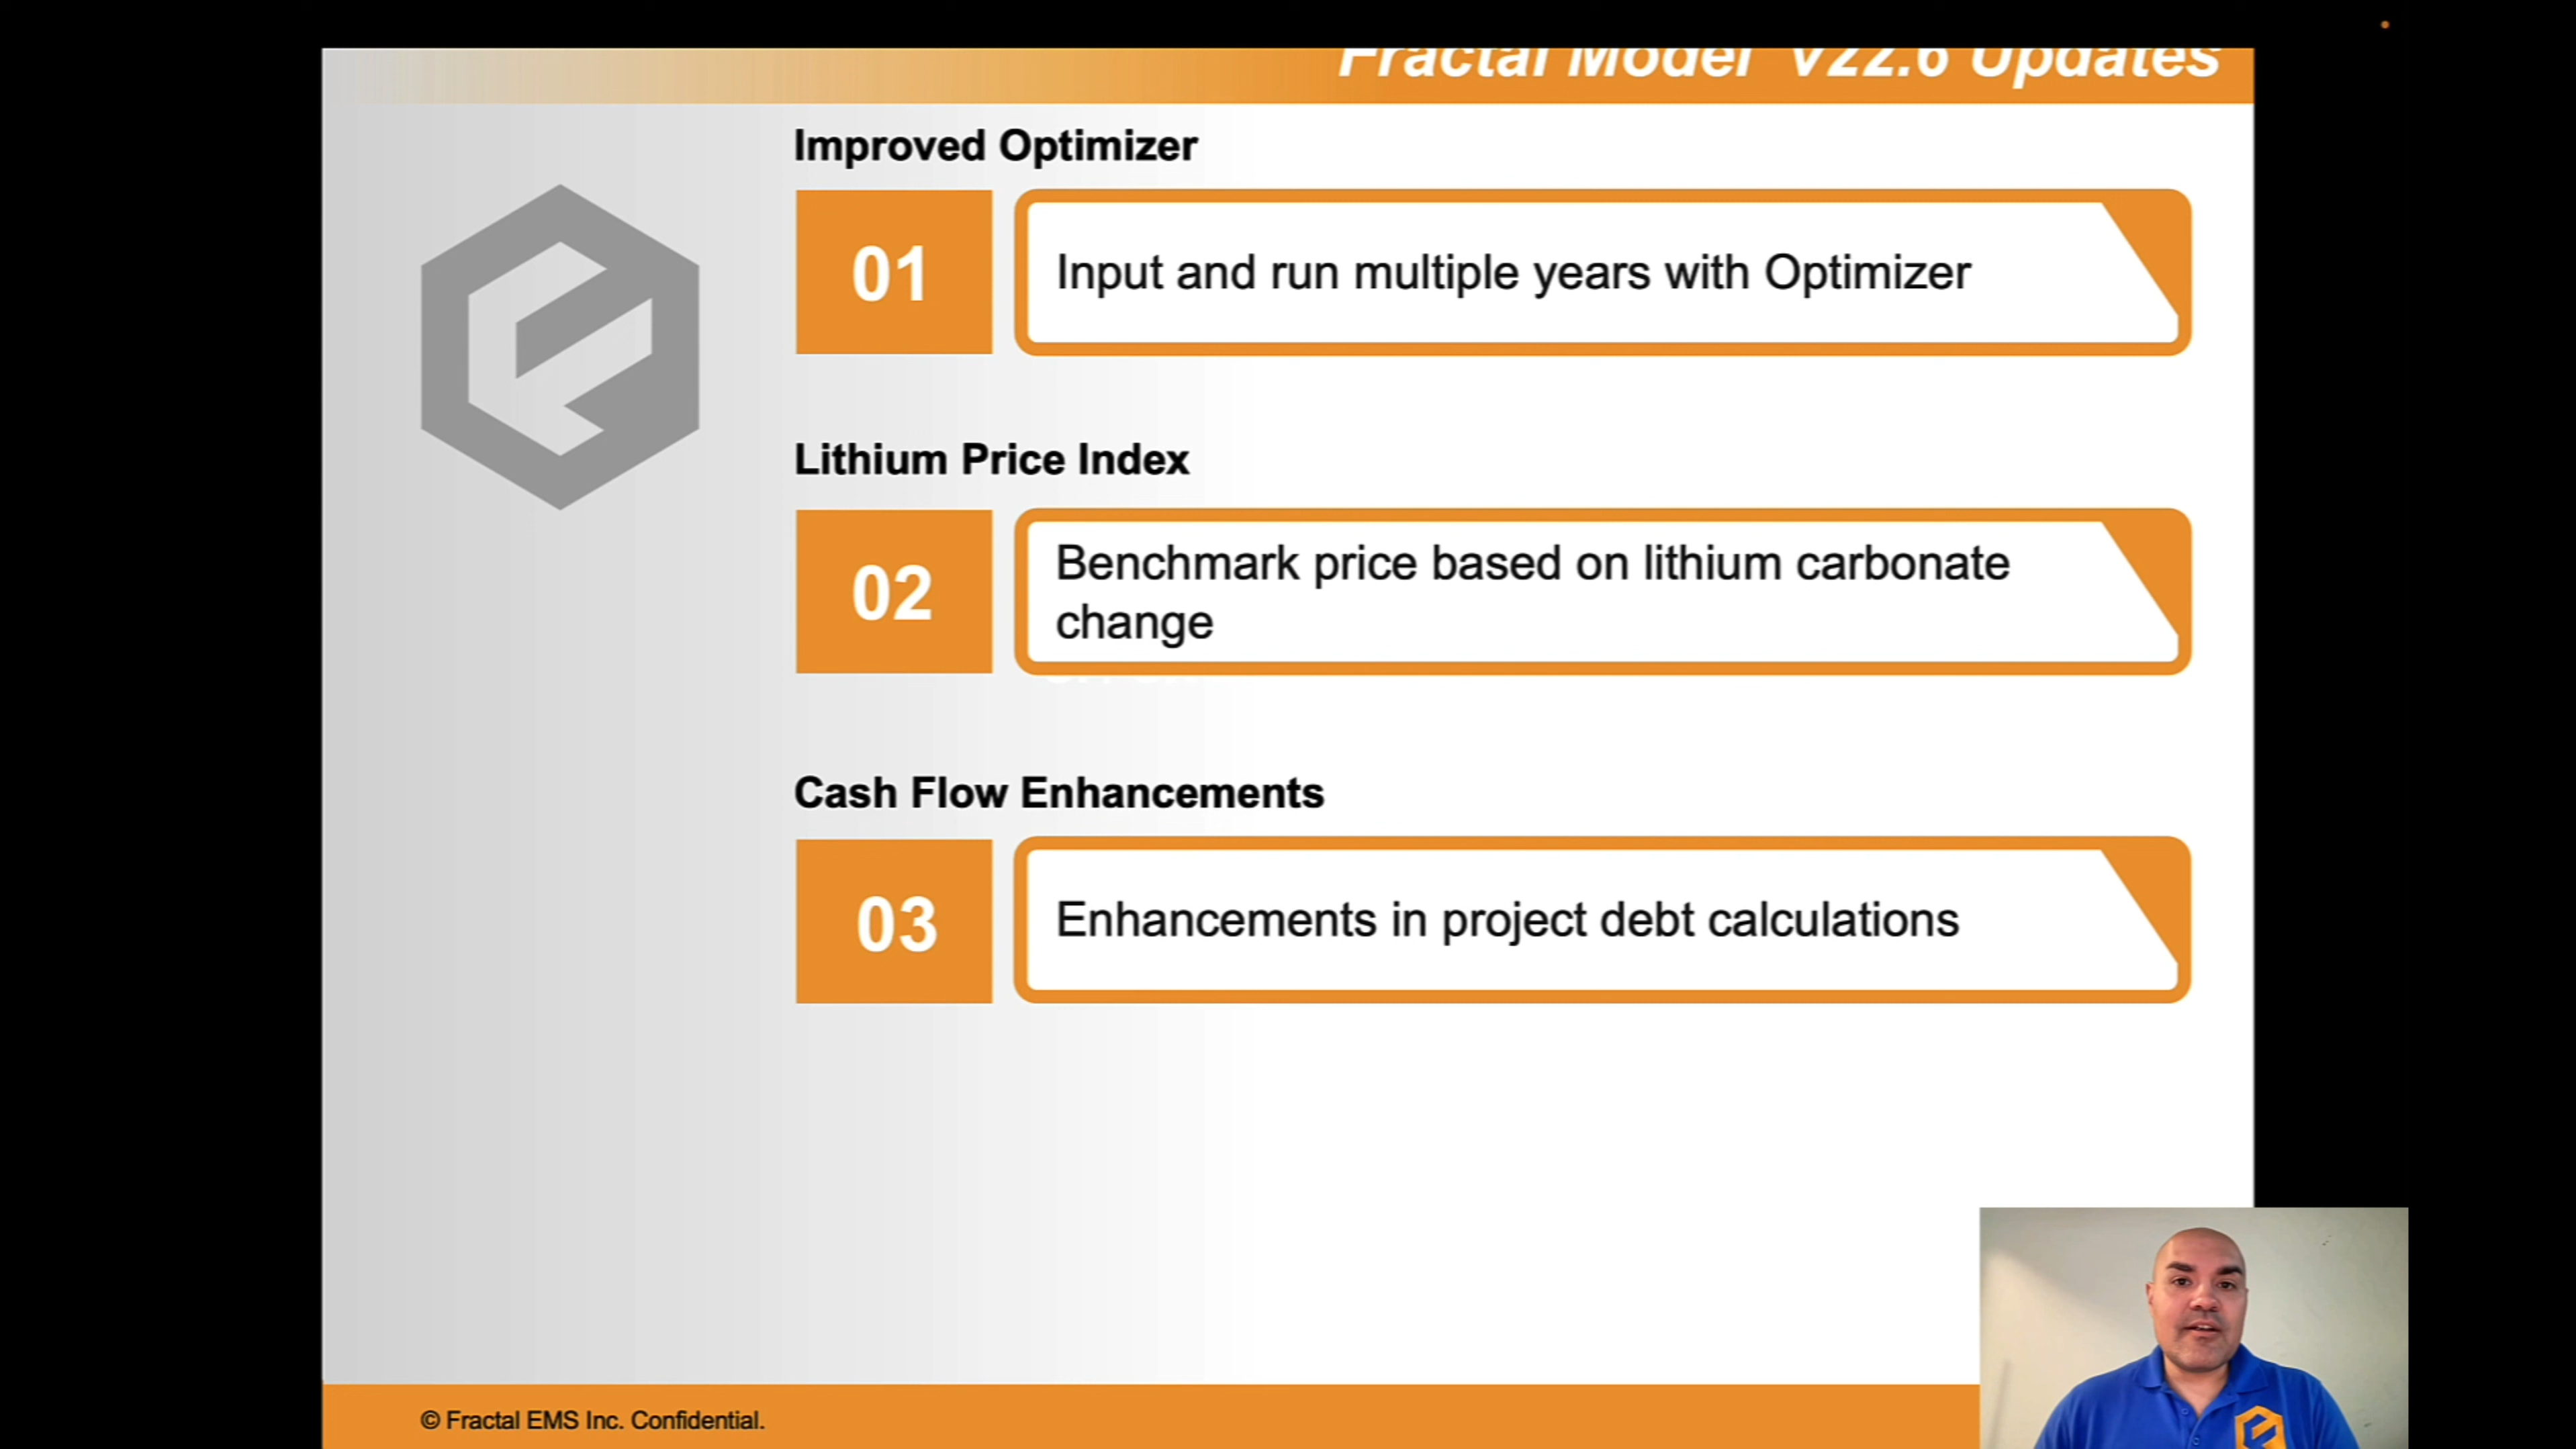 Fractal Model V22.6 Updates
Improved Optimizer
01
Input and run multiple years with Optimizer
Lithium Price Index
02
Benchmark price based on lithium carbonate
change
Cash Flow Enhancements
03
Enhancements in project debt calculations
© Fractal EMS Inc. Confidential.